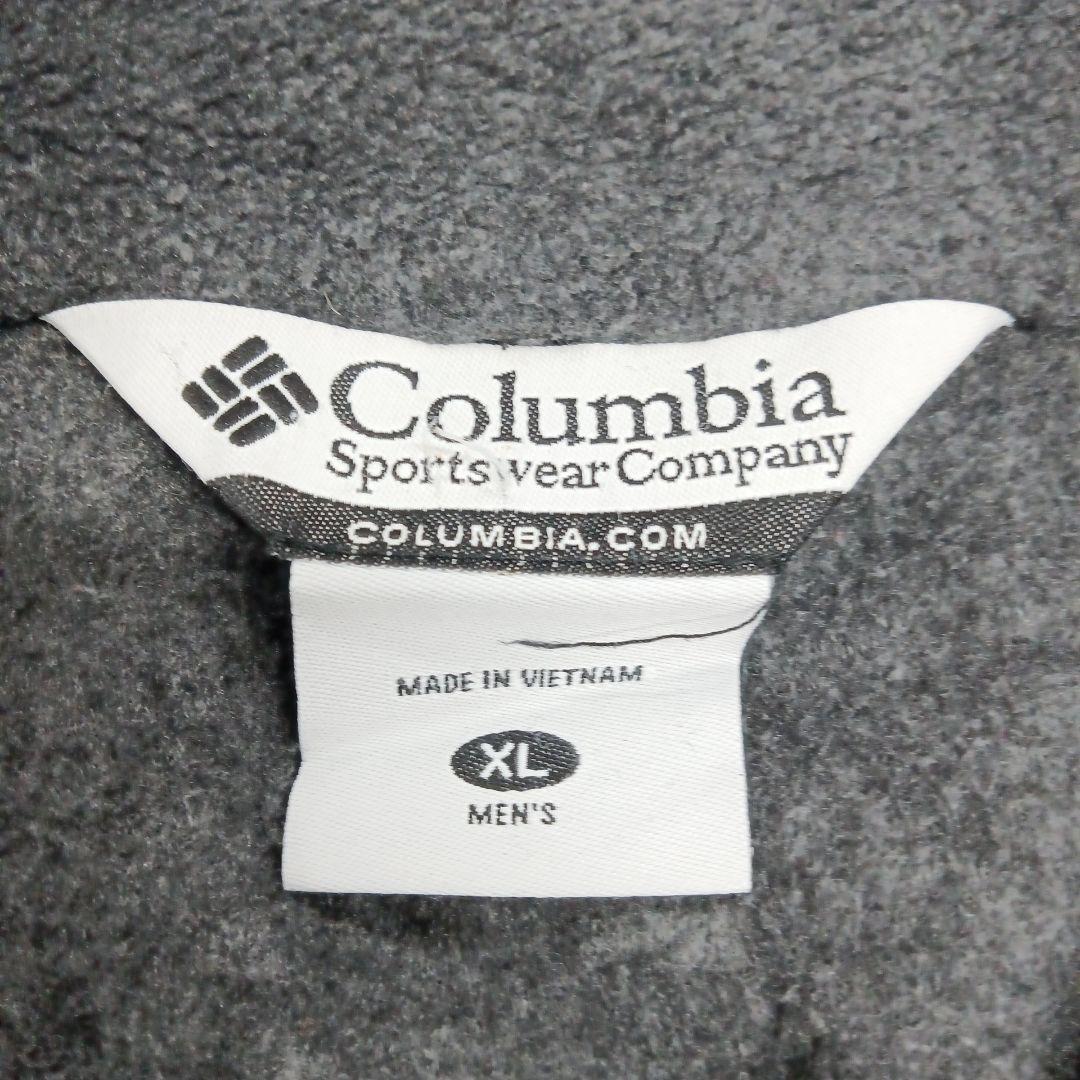 Columbia
Sportswear Company
COLUMBIA.COM
MADE IN VIETNAM
XL
MEN'S